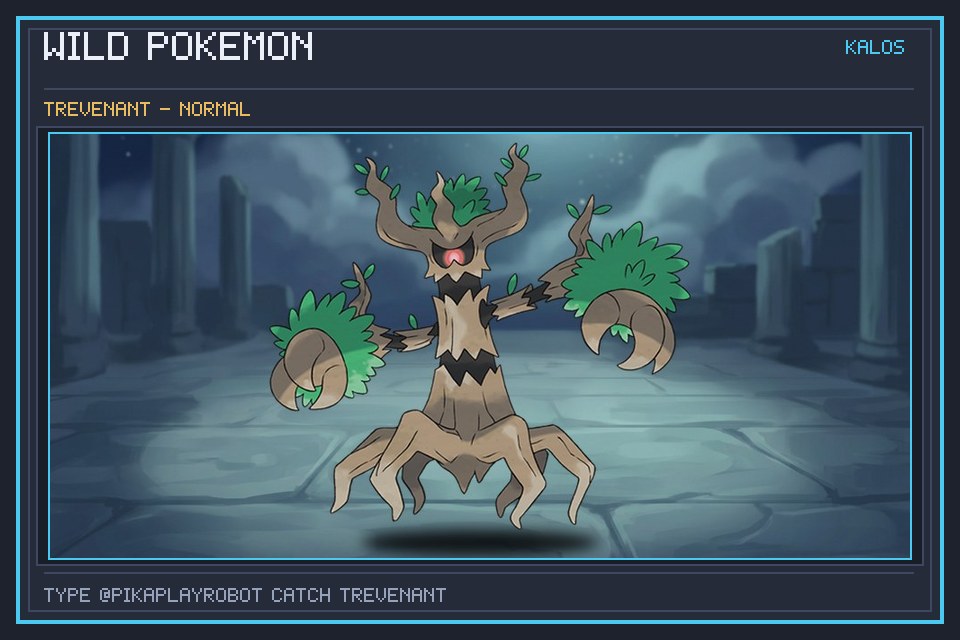 WILD POKEMON
KALOS
TREVENANT - NORMAL
TYPE @PIKAPLAYROBOT CATCH TREVENANT